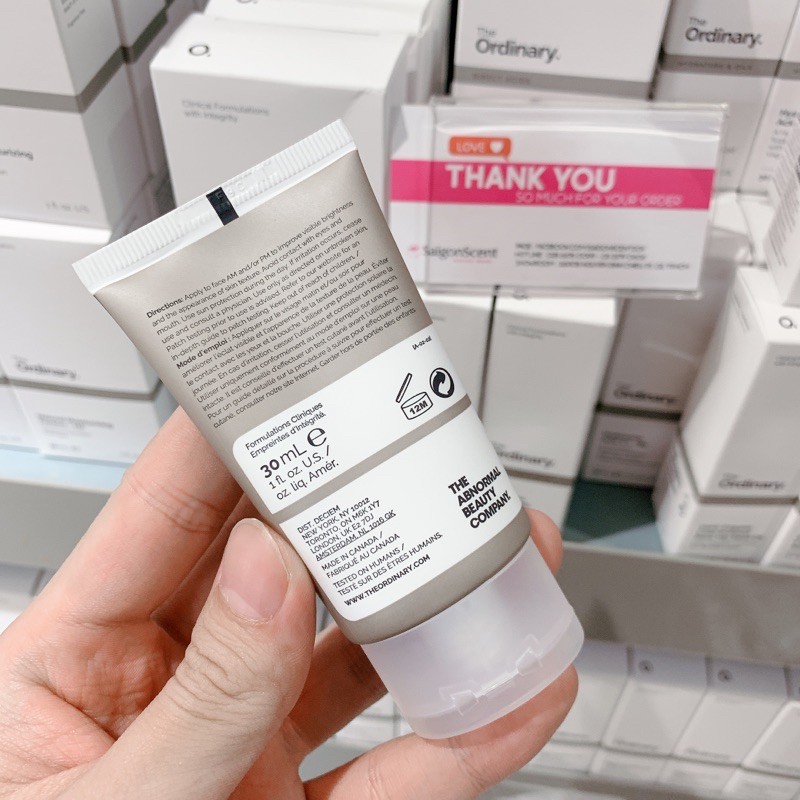 The
Ordinary.
The
Ordinary.
Clinical Formulations
with Integrity
LOVE
THANK YOU
SO MUCH FOR YOUR ORDER
SaigonScent
Directions: Apply to face AM and/or PM to improve visible brightness
and the appearance of skin texture. Avoid contact with eyes and
mouth. Use sun protection during the day. If irritation occurs, cease
use and consult a physician. Use only as directed on unbroken skin.
Patch testing prior to use is advised. Refer to our website for an
in-depth guide to patch testing. Keep out of reach of children. /
Mode d'emploi : Appliquer sur le visage matin et/ou soir pour
améliorer l'éclat visible et l'apparence de la texture de la peau. Éviter
le contact avec les yeux et la bouche. Utiliser une protection solaire la
journée. En cas d'irritation, cesser l'utilisation et consulter un médecin.
Utiliser uniquement conformément au mode d'emploi sur une peau
intacte. Il est conseillé d'effectuer un test cutané avant l'utilisation.
Pour un guide détaillé sur la procédure à suivre pour effectuer un test
cutané, consulter notre site Internet. Garder hors de portée des enfants.
Formulations Cliniques
Empreintes d'Intégrité.
30 mL e
1 fl. oz. U.S. /
oz. liq. Amér.
12M
DIST. DECIEM
NEW YORK, NY 10012
TORONTO, ON M6K 1Y7
LONDON, UK E2 7DJ
AMSTERDAM, NL 1016 GK
MADE IN CANADA /
FABRIQUÉ AU CANADA
TESTED ON HUMANS /
TESTÉ SUR DES ÊTRES HUMAINS.
WWW.THEORDINARY.COM
THE
ABNORMAL
BEAUTY
COMPANY.